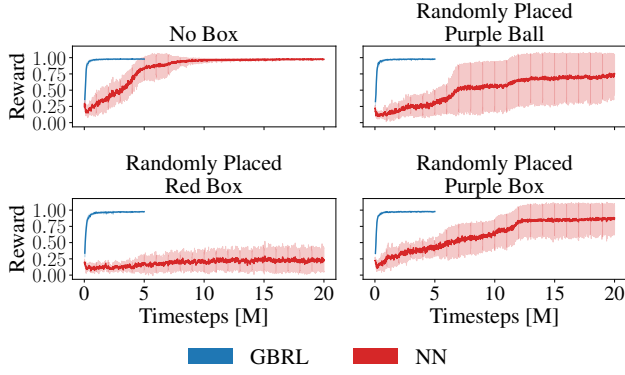 No Box
Randomly Placed
Purple Ball
Reward
1.00
0.75
0.50
0.25
0.00
Randomly Placed
Red Box
Randomly Placed
Purple Box
Reward
1.00
0.75
0.50
0.25
0.00
0 5 10 15 20
0 5 10 15 20
Timesteps [M]
Timesteps [M]
GBRL NN